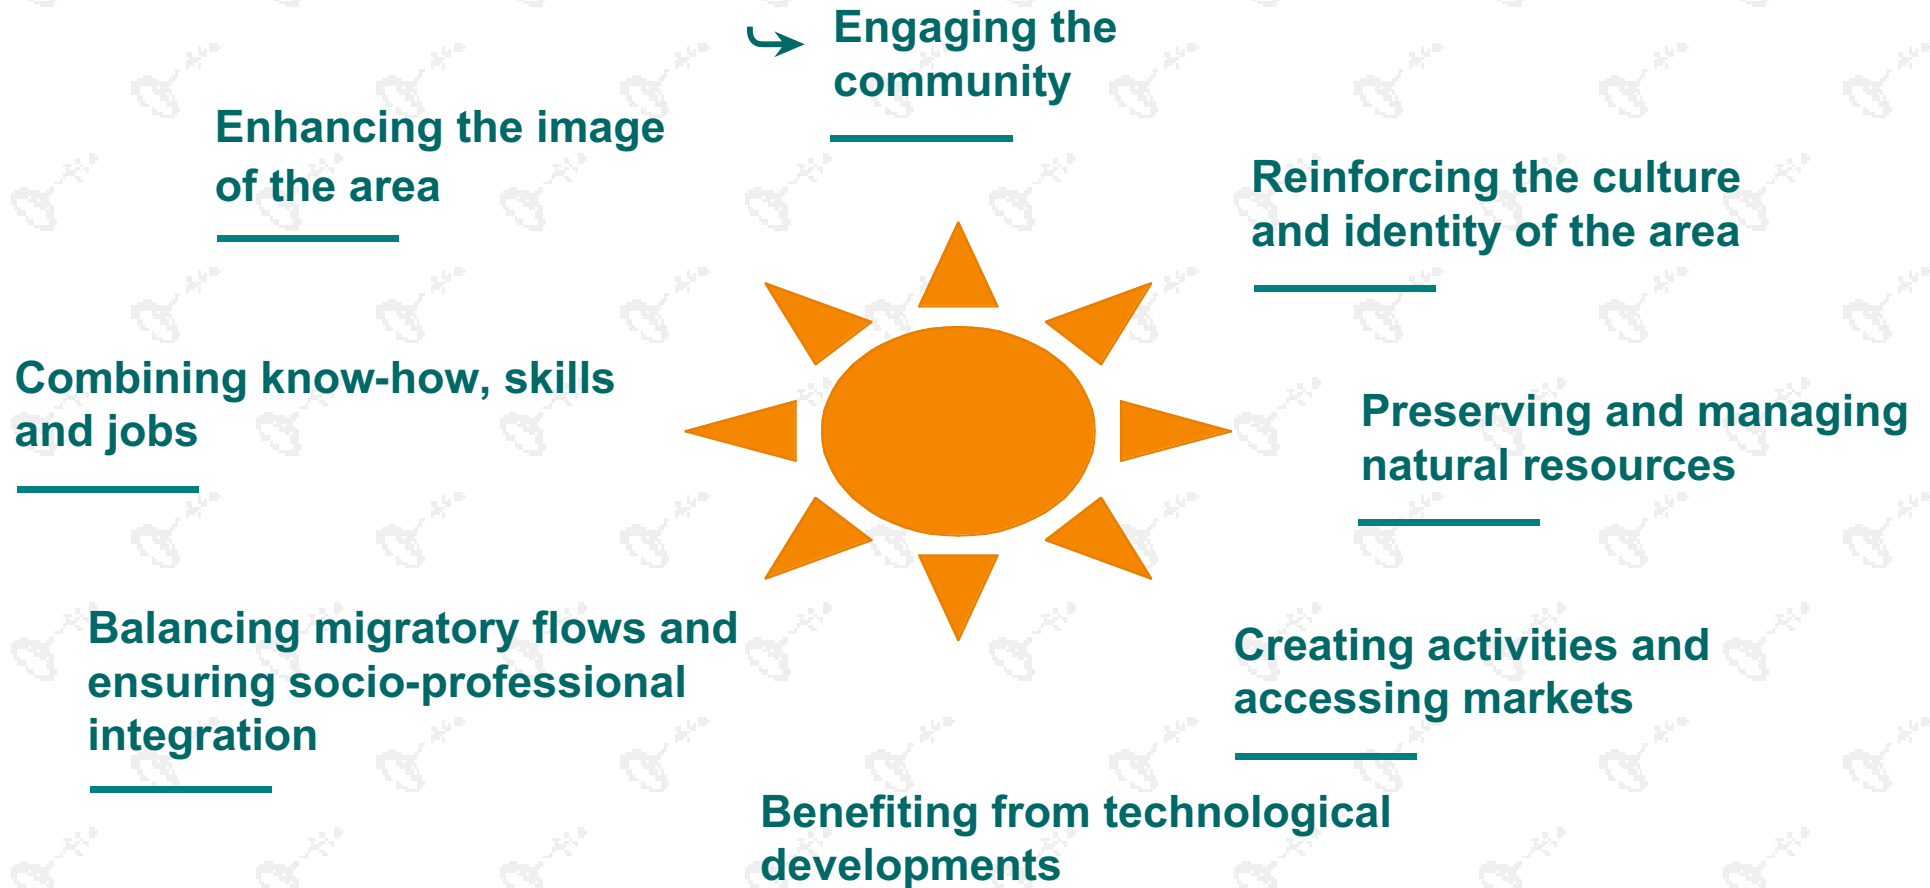 Engaging the
community
Enhancing the image
of the area
Reinforcing the culture
and identity of the area
Combining know-how, skills
and jobs
Preserving and managing
natural resources
Balancing migratory flows and
ensuring socio-professional
integration
Creating activities and
accessing markets
Benefiting from technological
developments